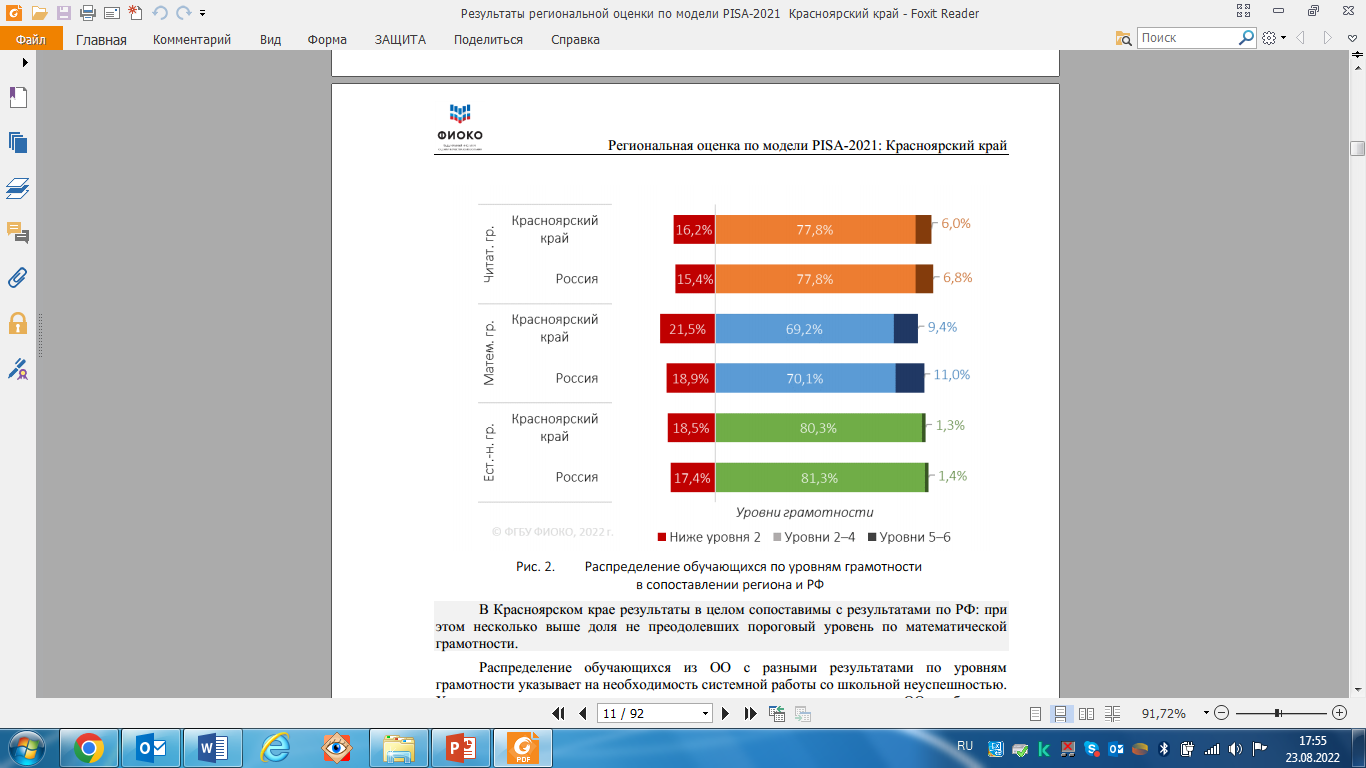 Результаты региональной оценки по модели PISA-2021 Красноярский край - Foxit Reader
Файл Главная Комментарий Вид Форма ЗАЩИТА Поделиться Справка Поиск
ФИОКО
Региональная оценка по модели PISA-2021: Красноярский край
Читат. гр.
Красноярский
край
16,2% 77,8% 6,0%
Россия 15,4% 77,8% 6,8%
Матем. гр.
Красноярский
край
21,5% 69,2% 9,4%
Россия 18,9% 70,1% 11,0%
Ест.-н. гр.
Красноярский
край
18,5% 80,3% 1,3%
Россия 17,4% 81,3% 1,4%
Уровни грамотности
© ФГБУ ФИОКО, 2022 г.
Ниже уровня 2 Уровни 2–4 Уровни 5–6
Рис. 2. Распределение обучающихся по уровням грамотности
в сопоставлении региона и РФ
В Красноярском крае результаты в целом сопоставимы с результатами по РФ: при
этом несколько выше доля не преодолевших пороговый уровень по математической
грамотности.
Распределение обучающихся из ОО с разными результатами по уровням
грамотности указывает на необходимость системной работы со школьной неуспешностью.
11 / 92
91,72%
PDF
RU
17:55
23.08.2022